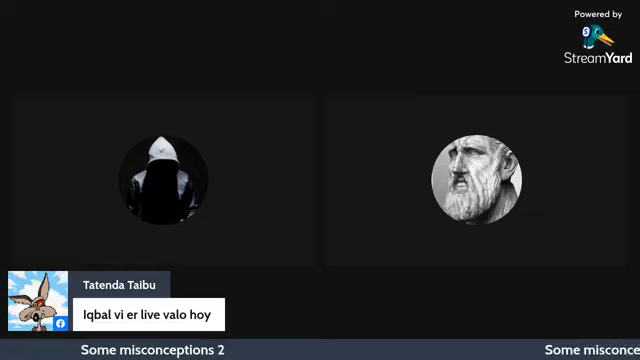 Powered by
StreamYard
Tatenda Taibu
Iqbal vi er live valo hoy
Some misconceptions 2
Some misconce